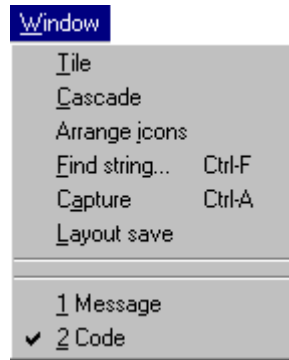 Window
Tile
Cascade
Arrange icons
Find string... Ctrl-F
Capture Ctrl-A
Layout save
1 Message
2 Code